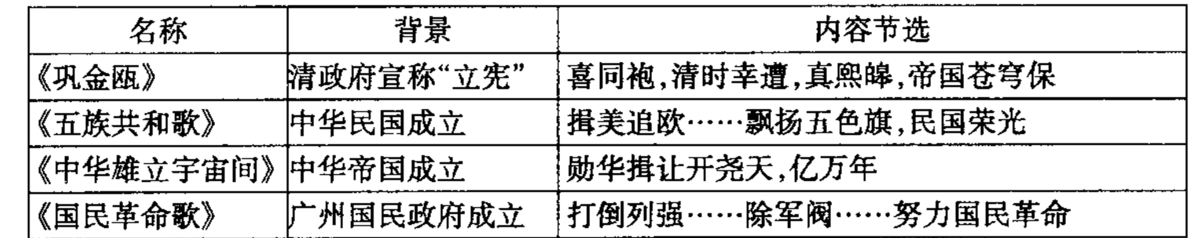 名称 背景 内容节选
《巩金瓯》 清政府宣称“立宪” 喜同袍,清时幸遭,真熙皞,帝国苍穹保
《五族共和歌》 中华民国成立 揖美追欧……飘扬五色旗,民国荣光
《中华雄立宇宙间》 中华帝国成立 勋华揖让开尧天,亿万年
《国民革命歌》 广州国民政府成立 打倒列强……除军阀……努力国民革命